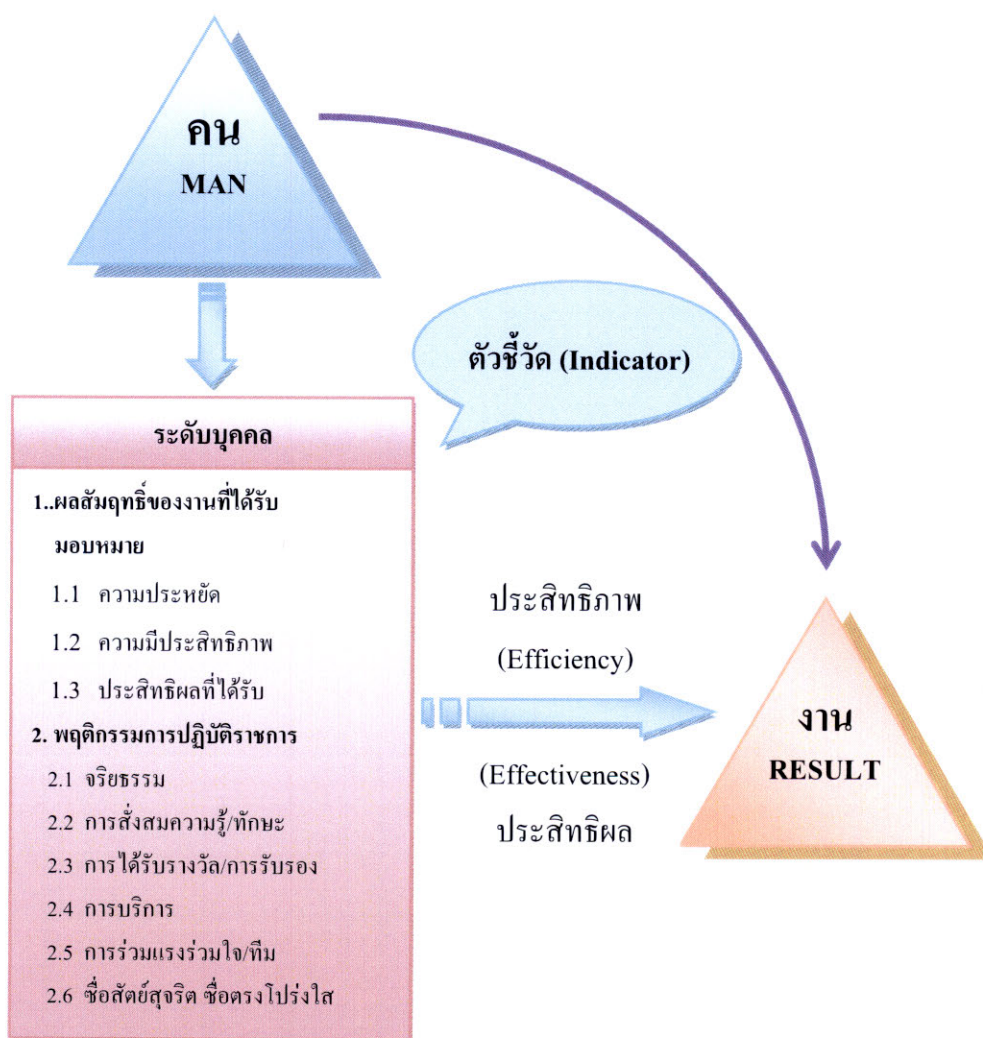 คน
MAN
ตัวชี้วัด (Indicator)
ระดับบุคคล
1..ผลสัมฤทธิ์ของงานที่ได้รับ
มอบหมาย
1.1 ความประหยัด
1.2 ความมีประสิทธิภาพ
1.3 ประสิทธิผลที่ได้รับ
2. พฤติกรรมการปฏิบัติราชการ
2.1 จริยธรรม
2.2 การสั่งสมความรู้/ทักษะ
2.3 การได้รับรางวัล/การรับรอง
2.4 การบริการ
2.5 การร่วมแรงร่วมใจ/ทีม
2.6 ซื่อสัตย์สุจริต ซื่อตรงโปร่งใส
ประสิทธิภาพ
(Efficiency)
(Effectiveness)
ประสิทธิผล
งาน
RESULT